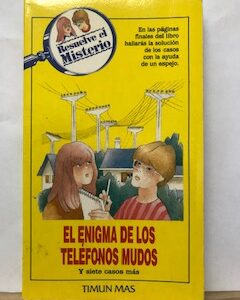 Resuelve el
Misterio
En las páginas
finales del libro
hallarás la solución
de los casos
con la ayuda
de un espejo.
EL ENIGMA DE LOS
TELÉFONOS MUDOS
Y siete casos más
TIMUN MAS